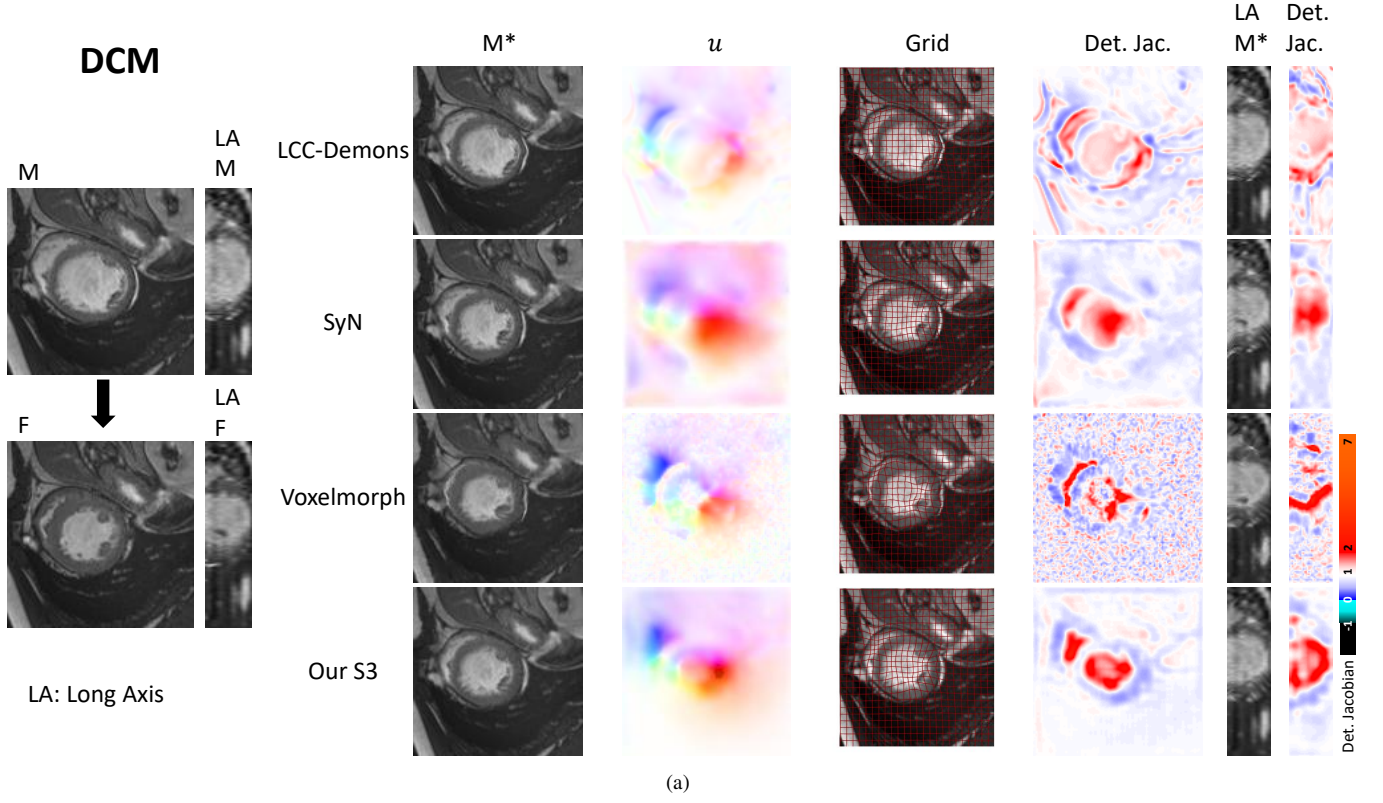 DCM
M
LA
M
F
LA
F
LA: Long Axis
M*
u
Grid
Det. Jac.
LA
M*
Det.
Jac.
LCC-Demons
SyN
Voxelmorph
Our S3
-1 0 1 2 7
Det. Jacobian
(a)